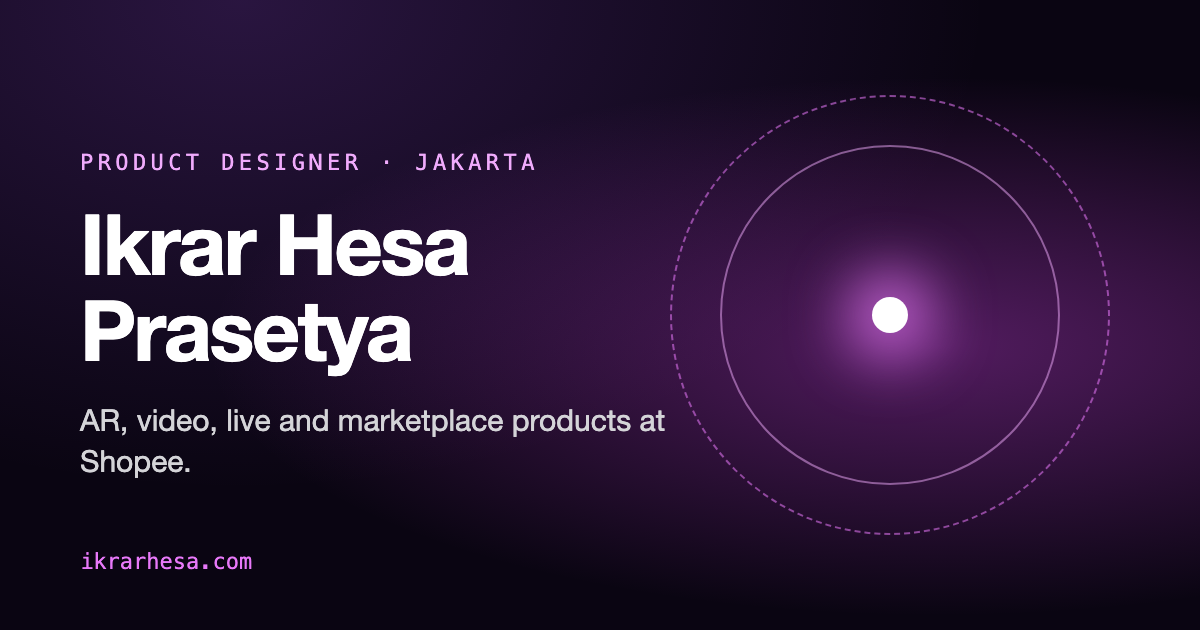 PRODUCT DESIGNER · JAKARTA
Ikrar Hesa
Prasetya
AR, video, live and marketplace products at
Shopee.
ikrarhesa.com